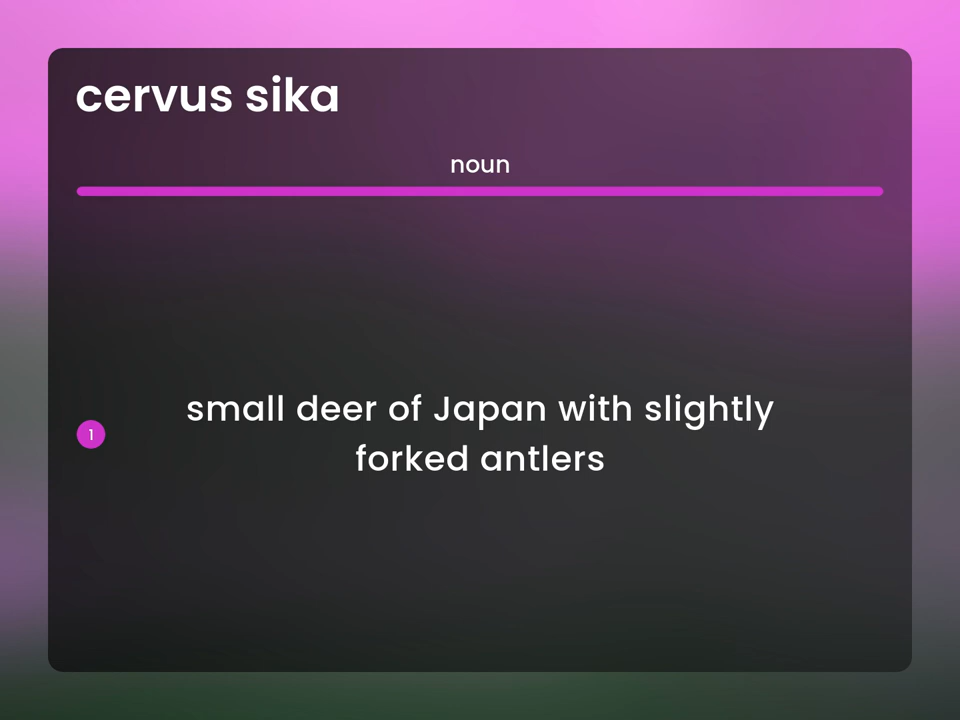 cervus sika
noun
1
small deer of Japan with slightly
forked antlers